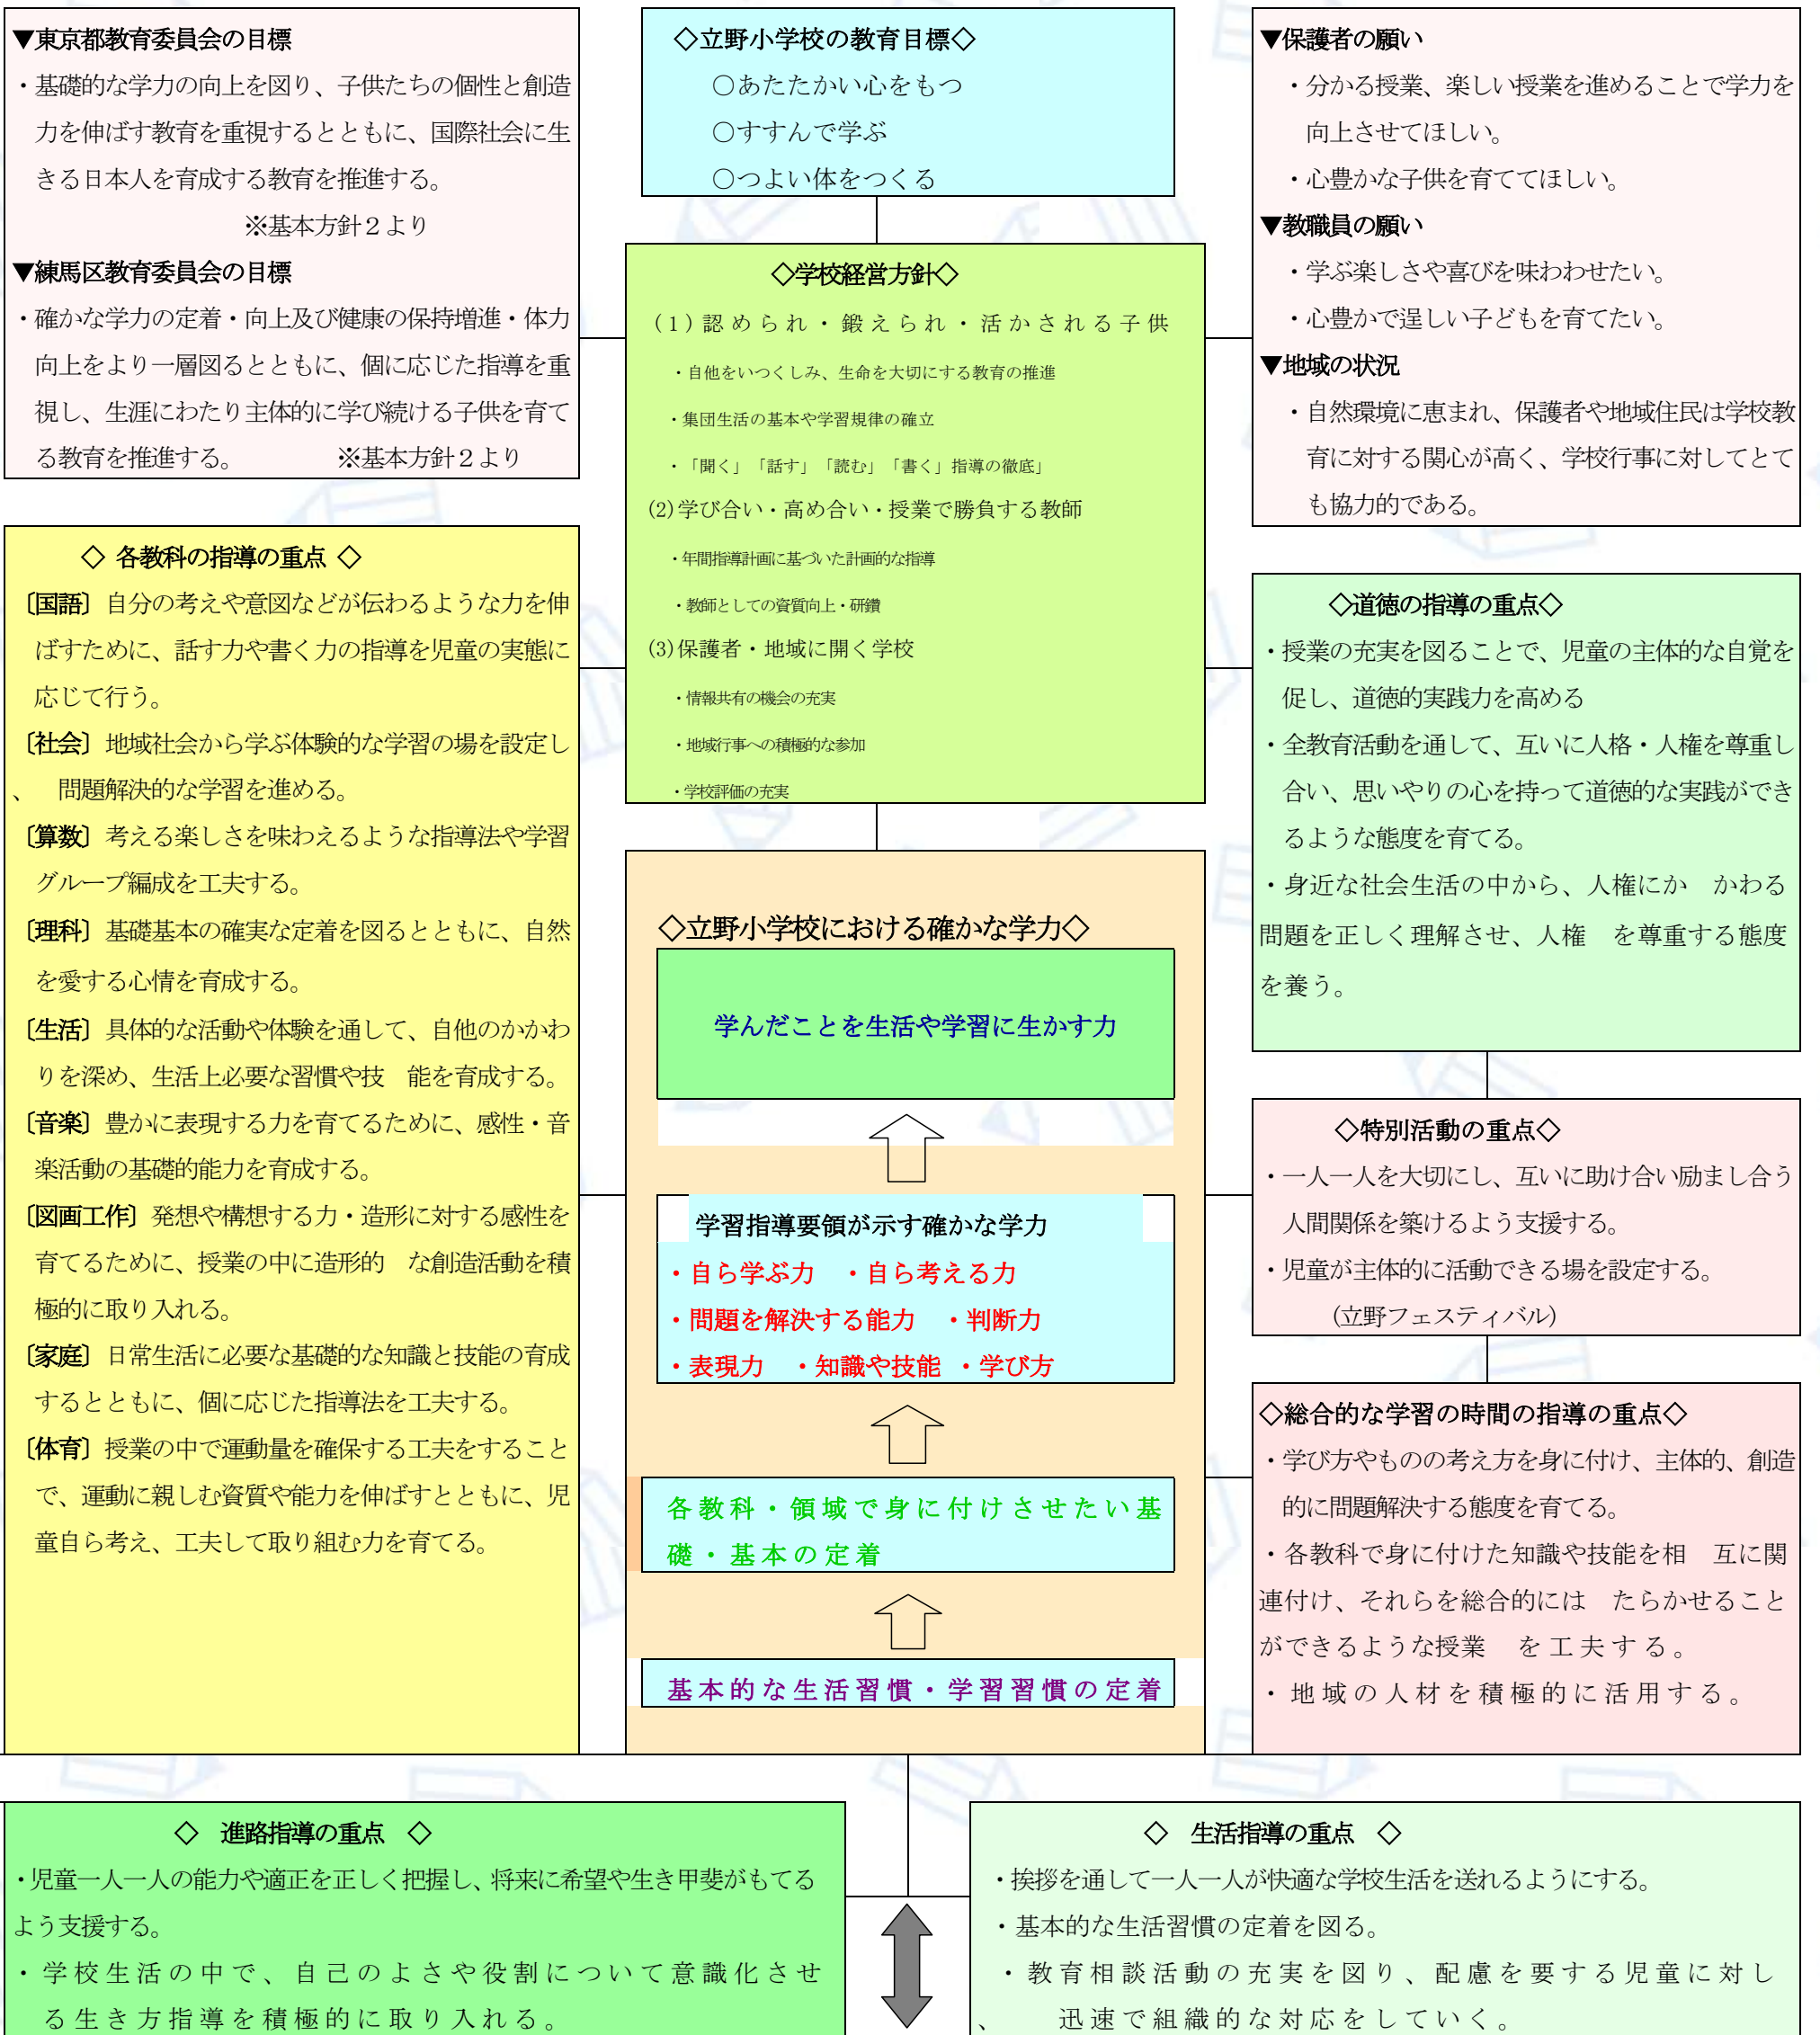 ▼東京都教育委員会の目標
・基礎的な学力の向上を図り、子供たちの個性と創造
力を伸ばす教育を重視するとともに、国際社会に生
きる日本人を育成する教育を推進する。
※基本方針２より
▼練馬区教育委員会の目標
・確かな学力の定着・向上及び健康の保持増進・体力
向上をより一層図るとともに、個に応じた指導を重
視し、生涯にわたり主体的に学び続ける子供を育て
る教育を推進する。　※基本方針２より
◇立野小学校の教育目標◇
○あたたかい心をもつ
○すすんで学ぶ
○つよい体をつくる
▼保護者の願い
・分かる授業、楽しい授業を進めることで学力を
向上させてほしい。
・心豊かな子供を育ててほしい。
▼教職員の願い
・学ぶ楽しさや喜びを味わわせたい。
・心豊かで逞しい子どもを育てたい。
▼地域の状況
・自然環境に恵まれ、保護者や地域住民は学校教
育に対する関心が高く、学校行事に対してとて
も協力的である。
◇学校経営方針◇
(1)認められ・鍛えられ・活かされる子供
・自他をいつくしみ、生命を大切にする教育の推進
・集団生活の基本や学習規律の確立
・「聞く」「話す」「読む」「書く」指導の徹底」
(2)学び合い・高め合い・授業で勝負する教師
・年間指導計画に基づいた計画的な指導
・教師としての資質向上・研鑽
(3)保護者・地域に開く学校
・情報共有の機会の充実
・地域行事への積極的な参加
・学校評価の充実
◇ 各教科の指導の重点 ◇
〔国語〕自分の考えや意図などが伝わるような力を伸
ばすために、話す力や書く力の指導を児童の実態に
応じて行う。
〔社会〕地域社会から学ぶ体験的な学習の場を設定し
、　問題解決的な学習を進める。
〔算数〕考える楽しさを味わえるような指導法や学習
グループ編成を工夫する。
〔理科〕基礎基本の確実な定着を図るとともに、自然
を愛する心情を育成する。
〔生活〕具体的な活動や体験を通して、自他のかかわ
りを深め、生活上必要な習慣や技　能を育成する。
〔音楽〕豊かに表現する力を育てるために、感性・音
楽活動の基礎的能力を育成する。
〔図画工作〕発想や構想する力・造形に対する感性を
育てるために、授業の中に造形的　な創造活動を積
極的に取り入れる。
〔家庭〕日常生活に必要な基礎的な知識と技能の育成
するとともに、個に応じた指導法を工夫する。
〔体育〕授業の中で運動量を確保する工夫をすること
で、運動に親しむ資質や能力を伸ばすとともに、児
童自ら考え、工夫して取り組む力を育てる。
◇立野小学校における確かな学力◇
学んだことを生活や学習に生かす力
学習指導要領が示す確かな学力
・自ら学ぶ力　・自ら考える力
・問題を解決する能力　・判断力
・表現力　・知識や技能　・学び方
各教科・領域で身に付けさせたい基
礎・基本の定着
基本的な生活習慣・学習習慣の定着
◇道徳の指導の重点◇
・授業の充実を図ることで、児童の主体的な自覚を
促し、道徳的実践力を高める
・全教育活動を通して、互いに人格・人権を尊重し
合い、思いやりの心を持って道徳的な実践ができ
るような態度を育てる。
・身近な社会生活の中から、人権にか　かわる
問題を正しく理解させ、人権　を尊重する態度
を養う。
◇特別活動の重点◇
・一人一人を大切にし、互いに助け合い励まし合う
人間関係を築けるよう支援する。
・児童が主体的に活動できる場を設定する。
(立野フェスティバル)
◇総合的な学習の時間の指導の重点◇
・学び方やものの考え方を身に付け、主体的、創造
的に問題解決する態度を育てる。
・各教科で身に付けた知識や技能を相　互に関
連付け、それらを総合的には　たらかせること
ができるような授業　を工夫する。
・地域の人材を積極的に活用する。
◇　進路指導の重点　◇
・児童一人一人の能力や適正を正しく把握し、将来に希望や生き甲斐がもてる
よう支援する。
・学校生活の中で、自己のよさや役割について意識化させ
る生き方指導を積極的に取り入れる。
◇　生活指導の重点　◇
・挨拶を通して一人一人が快適な学校生活を送れるようにする。
・基本的な生活習慣の定着を図る。
・教育相談活動の充実を図り、配慮を要する児童に対し
、　迅速で組織的な対応をしていく。